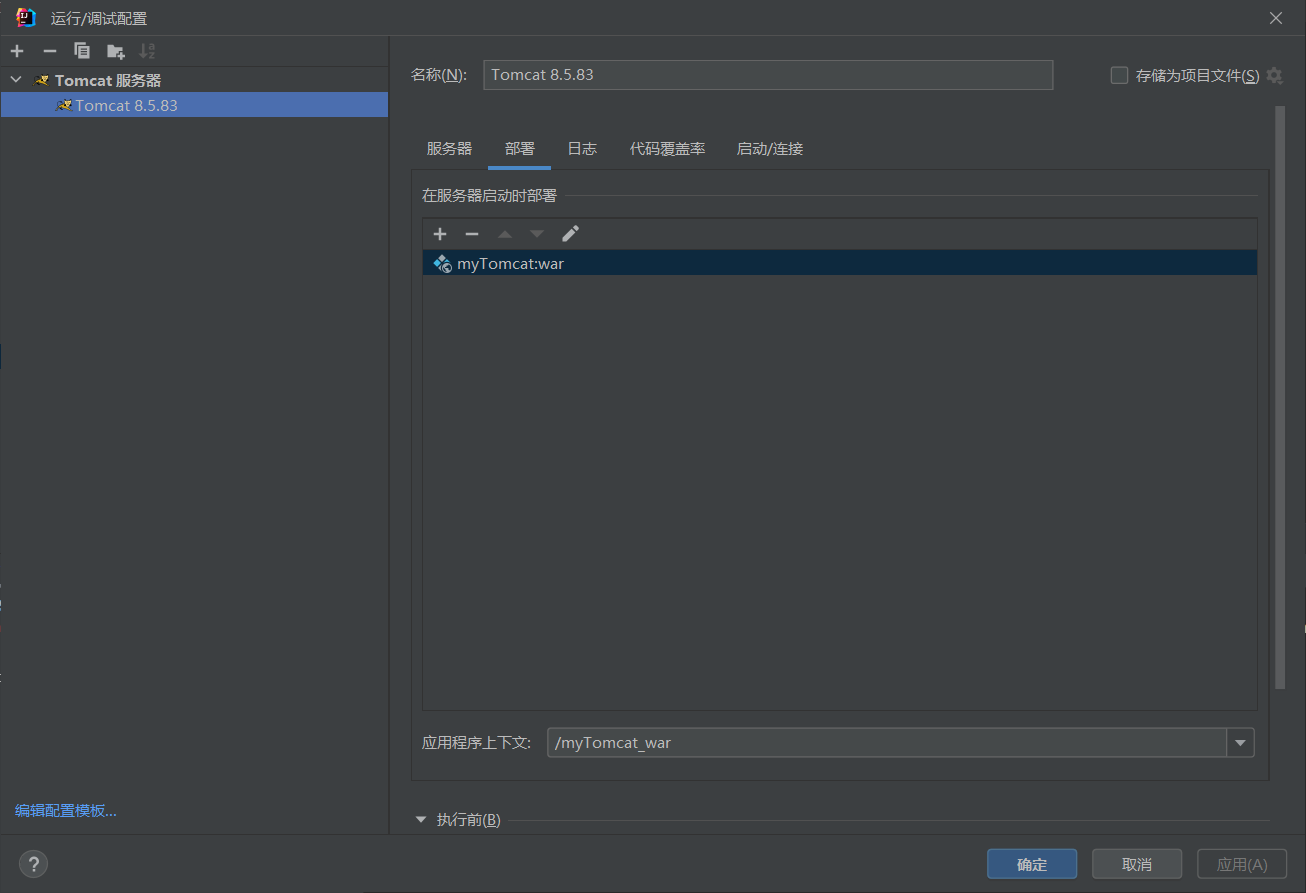 运行/调试配置
Tomcat 服务器
Tomcat 8.5.83
名称(N): Tomcat 8.5.83 存储为项目文件(S)
服务器 部署 日志 代码覆盖率 启动/连接
在服务器启动时部署
myTomcat:war
应用程序上下文: /myTomcat_war
编辑配置模板...
执行前(B)
? 确定 取消 应用(A)